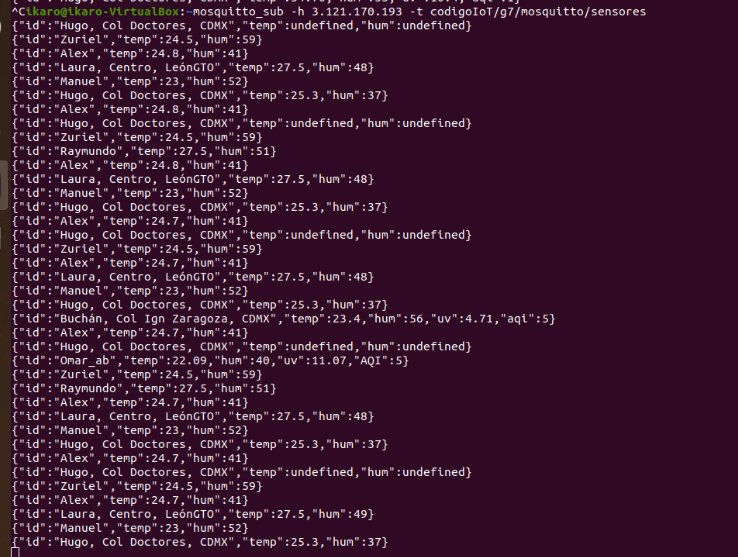 ^Cikaro@ikaro-VirtualBox:~mosquitto_sub -h 3.121.170.193 -t codigoIoT/g7/mosquitto/sensores
{"id":"Hugo, Col Doctores, CDMX","temp":undefined,"hum":undefined}
{"id":"Zuriel","temp":24.5,"hum":59}
{"id":"Alex","temp":24.8,"hum":41}
{"id":"Laura, Centro, LeónGTO","temp":27.5,"hum":48}
{"id":"Manuel","temp":23,"hum":52}
{"id":"Hugo, Col Doctores, CDMX","temp":25.3,"hum":37}
{"id":"Alex","temp":24.8,"hum":41}
{"id":"Hugo, Col Doctores, CDMX","temp":undefined,"hum":undefined}
{"id":"Zuriel","temp":24.5,"hum":59}
{"id":"Raymundo","temp":27.5,"hum":51}
{"id":"Alex","temp":24.8,"hum":41}
{"id":"Laura, Centro, LeónGTO","temp":27.5,"hum":48}
{"id":"Manuel","temp":23,"hum":52}
{"id":"Hugo, Col Doctores, CDMX","temp":25.3,"hum":37}
{"id":"Alex","temp":24.7,"hum":41}
{"id":"Hugo, Col Doctores, CDMX","temp":undefined,"hum":undefined}
{"id":"Zuriel","temp":24.5,"hum":59}
{"id":"Alex","temp":24.7,"hum":41}
{"id":"Laura, Centro, LeónGTO","temp":27.5,"hum":48}
{"id":"Manuel","temp":23,"hum":52}
{"id":"Hugo, Col Doctores, CDMX","temp":25.3,"hum":37}
{"id":"Buchán, Col Ign Zaragoza, CDMX","temp":23.4,"hum":56,"uv":4.71,"aqi":5}
{"id":"Alex","temp":24.7,"hum":41}
{"id":"Hugo, Col Doctores, CDMX","temp":undefined,"hum":undefined}
{"id":"Omar_ab","temp":22.09,"hum":40,"uv":11.07,"AQI":5}
{"id":"Zuriel","temp":24.5,"hum":59}
{"id":"Raymundo","temp":27.5,"hum":51}
{"id":"Alex","temp":24.7,"hum":41}
{"id":"Laura, Centro, LeónGTO","temp":27.5,"hum":48}
{"id":"Manuel","temp":23,"hum":52}
{"id":"Hugo, Col Doctores, CDMX","temp":25.3,"hum":37}
{"id":"Alex","temp":24.7,"hum":41}
{"id":"Hugo, Col Doctores, CDMX","temp":undefined,"hum":undefined}
{"id":"Zuriel","temp":24.5,"hum":59}
{"id":"Alex","temp":24.7,"hum":41}
{"id":"Laura, Centro, LeónGTO","temp":27.5,"hum":49}
{"id":"Manuel","temp":23,"hum":52}
{"id":"Hugo, Col Doctores, CDMX","temp":25.3,"hum":37}